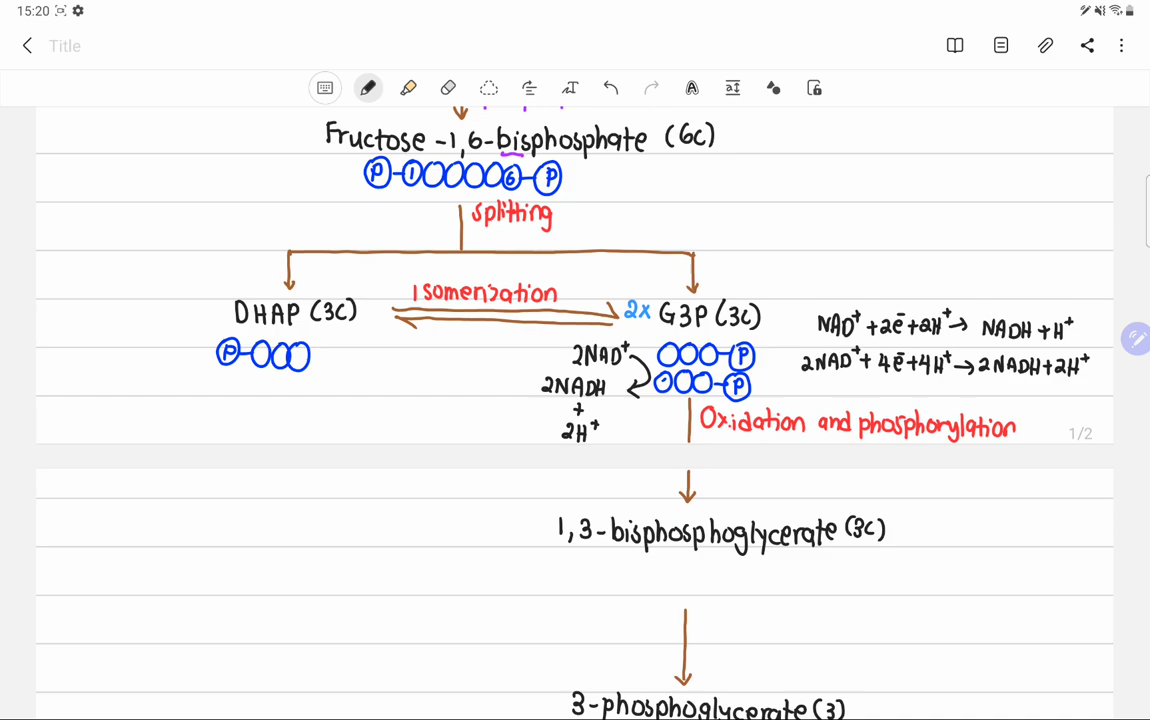 15:20
Title
Fructose-1,6-bisphosphate (6C)
P 1 6 P
splitting
Isomerization
DHAP (3C) 2x G3P (3C)
NAD+ + 2e- + 2H+ → NADH + H+
P 2NAD+ P
2NAD+ + 4e- + 4H+ → 2NADH + 2H+
2NADH P
+
2H+
Oxidation and phosphorylation
1/2
1,3-bisphosphoglycerate (3C)
3-phosphoglycerate (3)